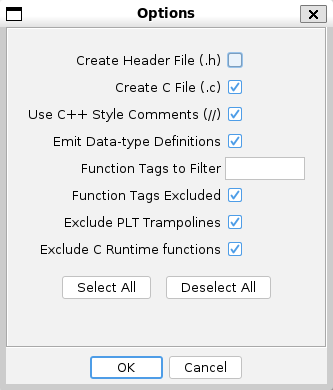 Options
Create Header File (.h)
Create C File (.c)
Use C++ Style Comments (//)
Emit Data-type Definitions
Function Tags to Filter
Function Tags Excluded
Exclude PLT Trampolines
Exclude C Runtime functions
Select All Deselect All
OK Cancel